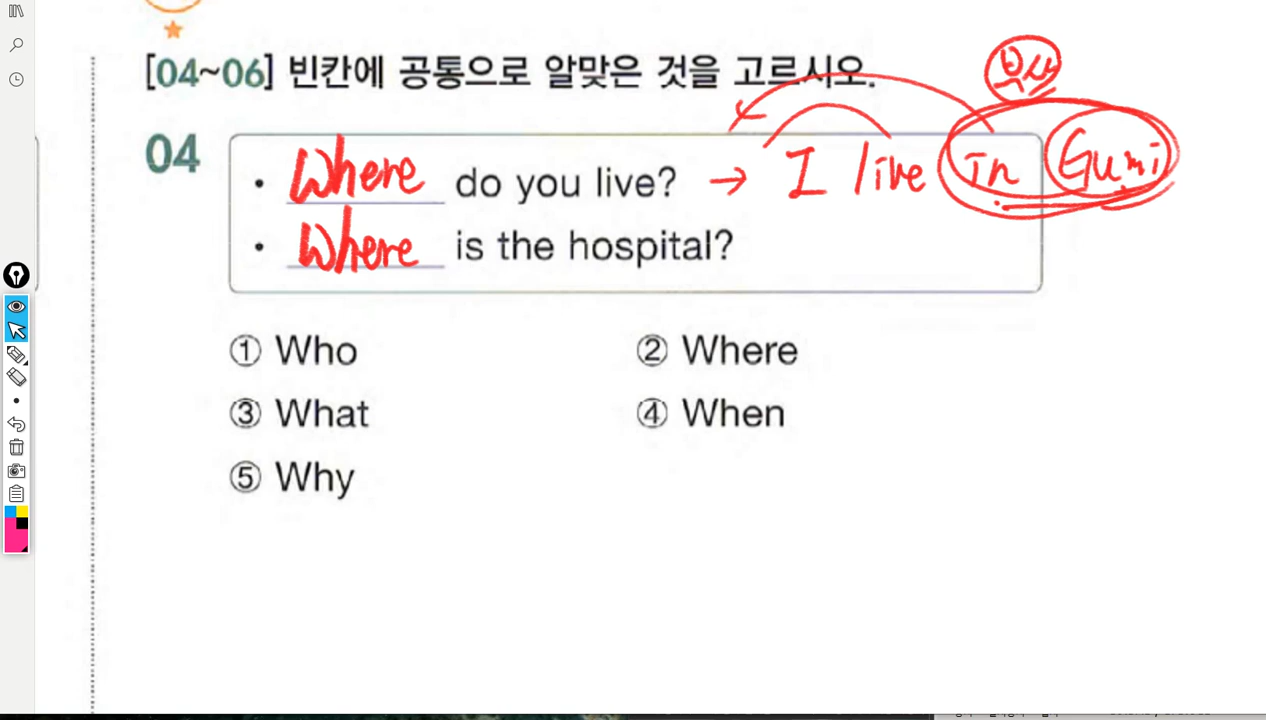 [04~06] 빈칸에 공통으로 알맞은 것을 고르시오.
부사
04
• Where do you live? → I live in Gumi
• Where is the hospital?
① Who ② Where
③ What ④ When
⑤ Why